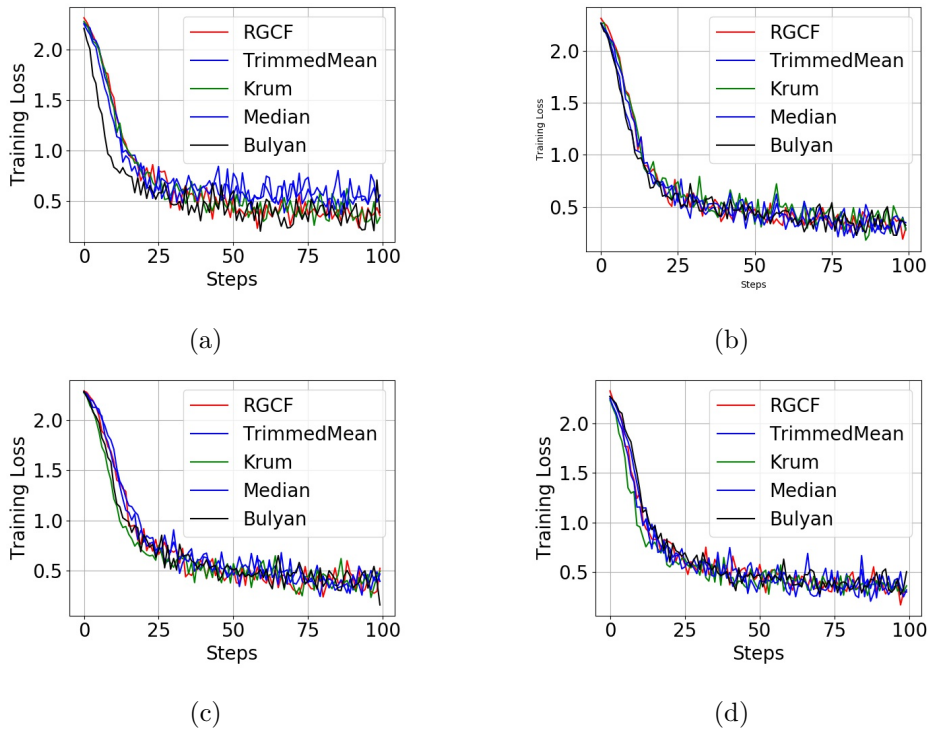 2.0
1.5
1.0
0.5
Training Loss
RGCF
TrimmedMean
Krum
Median
Bulyan
0 25 50 75 100
Steps
(a)
2.0
1.5
1.0
0.5
Training Loss
RGCF
TrimmedMean
Krum
Median
Bulyan
0 25 50 75 100
Steps
(b)
2.0
1.5
1.0
0.5
Training Loss
RGCF
TrimmedMean
Krum
Median
Bulyan
0 25 50 75 100
Steps
(c)
2.0
1.5
1.0
0.5
Training Loss
RGCF
TrimmedMean
Krum
Median
Bulyan
0 25 50 75 100
Steps
(d)